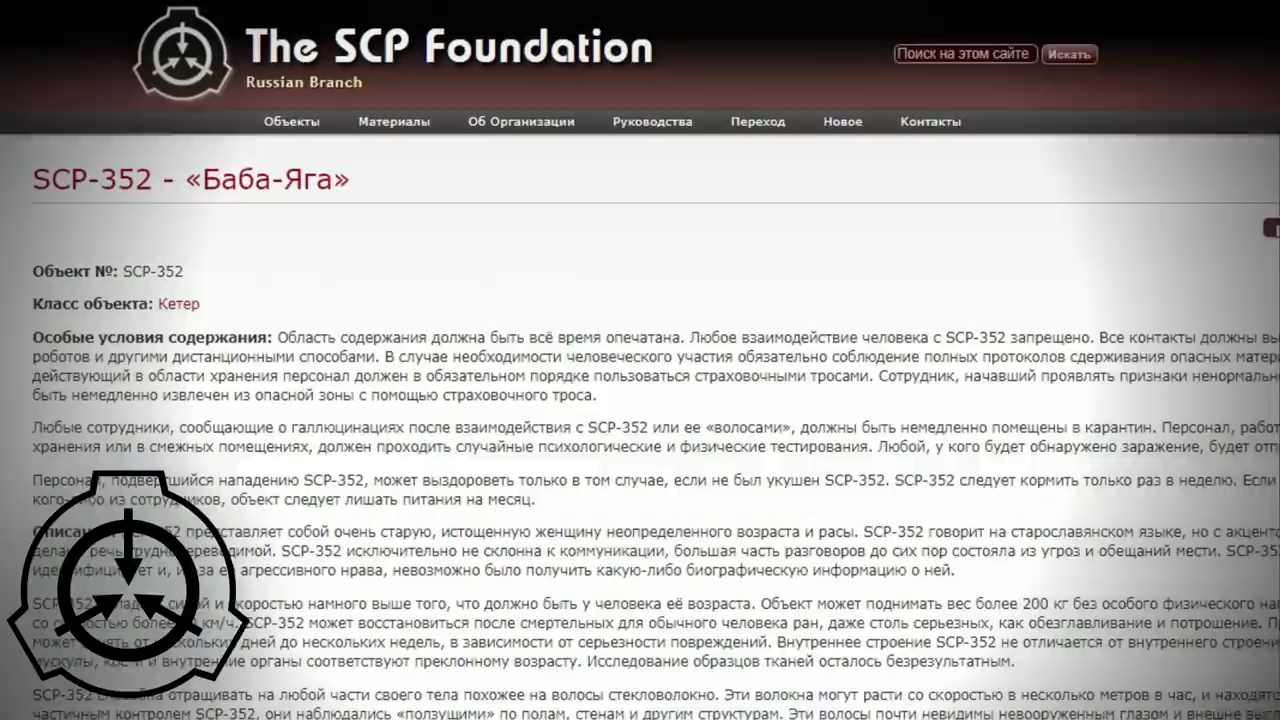 The SCP Foundation
Russian Branch
Поиск на этом сайте
Искать
Объекты
Материалы
Об Организации
Руководства
Переход
Новое
Контакты
SCP-352 - «Баба-Яга»
Объект №: SCP-352
Класс объекта: Кетер
Особые условия содержания: Область содержания должна быть всё время опечатана. Любое взаимодействие человека с SCP-352 запрещено. Все контакты должны
роботов и другими дистанционными способами. В случае необходимости человеческого участия обязательно соблюдение полных протоколов сдерживания опасных
действующий в области хранения персонал должен в обязательном порядке пользоваться страховочными тросами. Сотрудник, начавший проявлять признаки
быть немедленно извлечен из опасной зоны с помощью страховочного троса.
Любые сотрудники, сообщающие о галлюцинациях после взаимодействия с SCP-352 или ее «волосами», должны быть немедленно помещены в карантин. Персонал,
хранения или в смежных помещениях, должен проходить случайные психологические и физические тестирования. Любой, у кого будет обнаружено заражение, будет
Персонал, подвергшийся нападению SCP-352, может выздороветь только в том случае, если не был укушен SCP-352. SCP-352 следует кормить только раз в неделю. Если
кого-либо из сотрудников, объект следует лишать питания на месяц.
представляет собой очень старую, истощенную женщину неопределенного возраста и расы. SCP-352 говорит на старославянском языке, но с
речь SCP-352 исключительно не склонна к коммуникации, большая часть разговоров до сих пор состояла из угроз и обещаний мести.
агрессивного нрава, невозможно было получить какую-либо биографическую информацию о ней.
и скоростью намного выше того, что должно быть у человека её возраста. Объект может поднимать вес более 200 кг без особого физического
км/ч. SCP-352 может восстановиться после смертельных для обычного человека ран, даже столь серьезных, как обезглавливание и потрошение.
дней до нескольких недель, в зависимости от серьезности повреждений. Внутреннее строение SCP-352 не отличается от внутреннего
и внутренние органы соответствуют преклонному возрасту. Исследование образцов тканей осталось безрезультатным.
SCP-352 отращивать на любой части своего тела похожее на волосы стекловолокно. Эти волокна могут расти со скоростью в несколько метров в час, и
частичным контролем SCP-352, они наблюдались «ползущими» по полам, стенам и другим структурам. Эти волосы почти невидимы невооруженным глазом и внешне